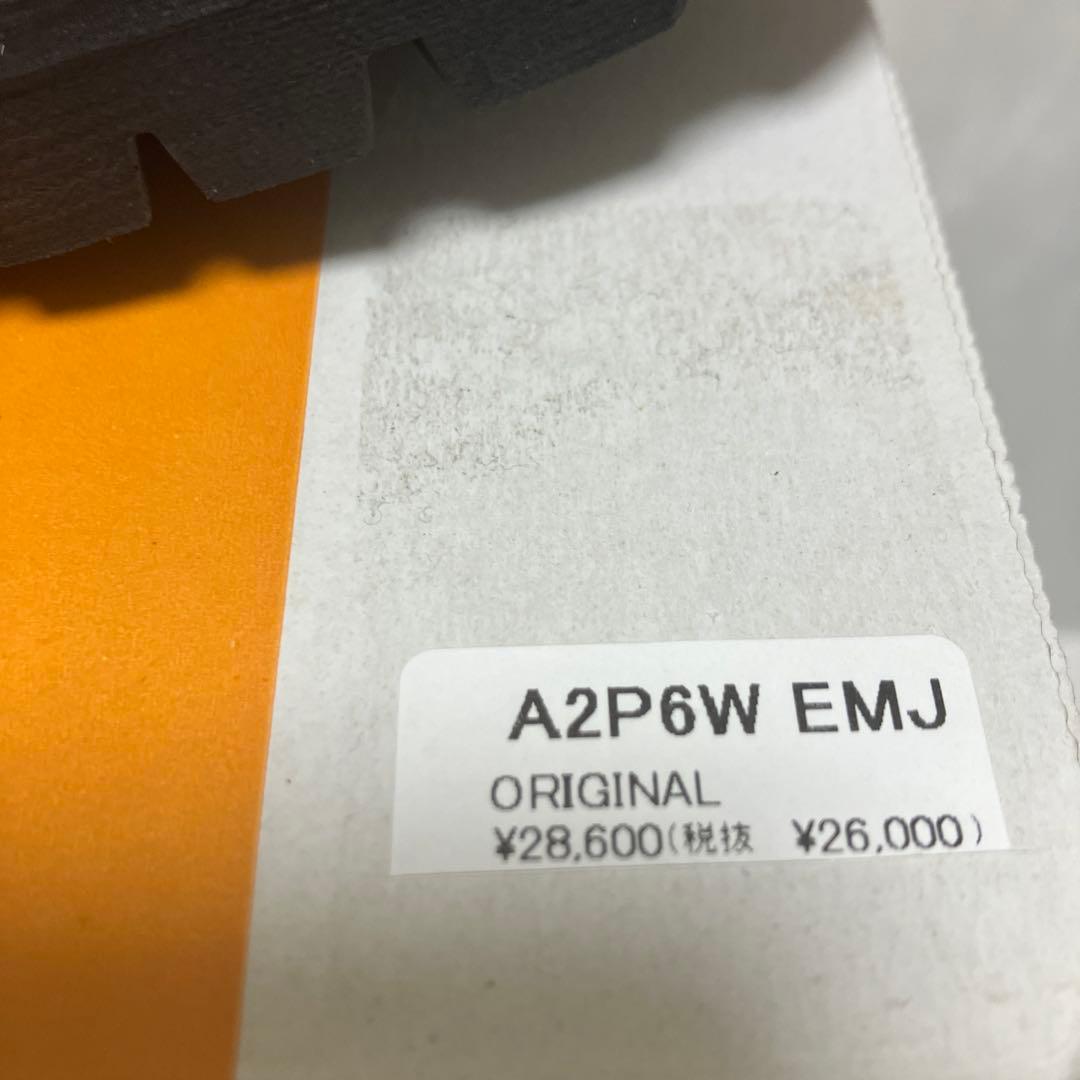 A2P6W EMJ
ORIGINAL
¥28,600(税抜 ¥26,000)